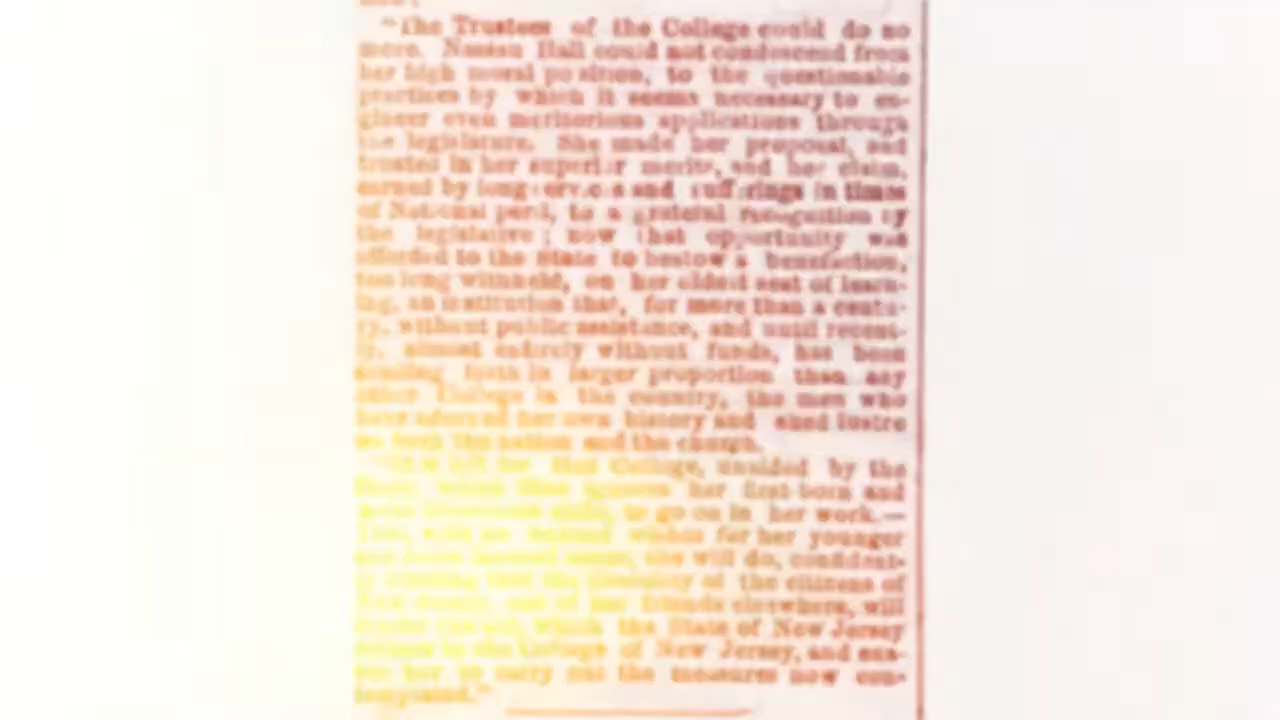 "The Trustees of the College could do no
more. Nassau Hall could not condescend from
her high moral position, to the questionable
practices by which it seems necessary to en-
gineer even meritorious applications through
the legislature. She made her proposal, and
trusted in her superior merits, and her claim,
earned by long services and sufferings in times
of National peril, to a grateful recognition by
the legislative; now that opportunity was
afforded to the State to bestow a benefaction,
too long withheld, on her oldest seat of learn-
ing, an institution that, for more than a centu-
ry, without public assistance, and until recent-
ly, almost entirely without funds, has been
sending forth in larger proportion than any
other College in the country, the men who
have adorned her own history and shed lustre
on both the nation and the church.
that College, unaided by the
her first-born and
to go on in her work.—
wishes for her younger
she will do, confident-
of the citizens of
friends elsewhere, will
which the State of New Jersey
to the College of New Jersey, and ena-
her to carry out the measures now con-
templated."